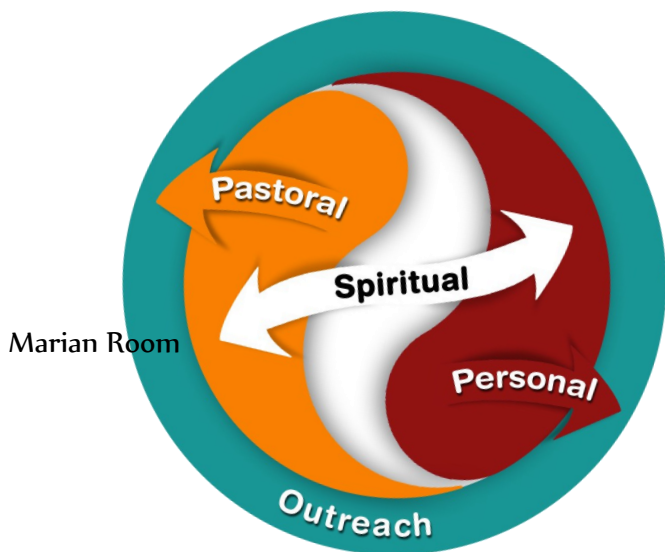 Pastoral
Spiritual
Marian Room
Personal
Outreach